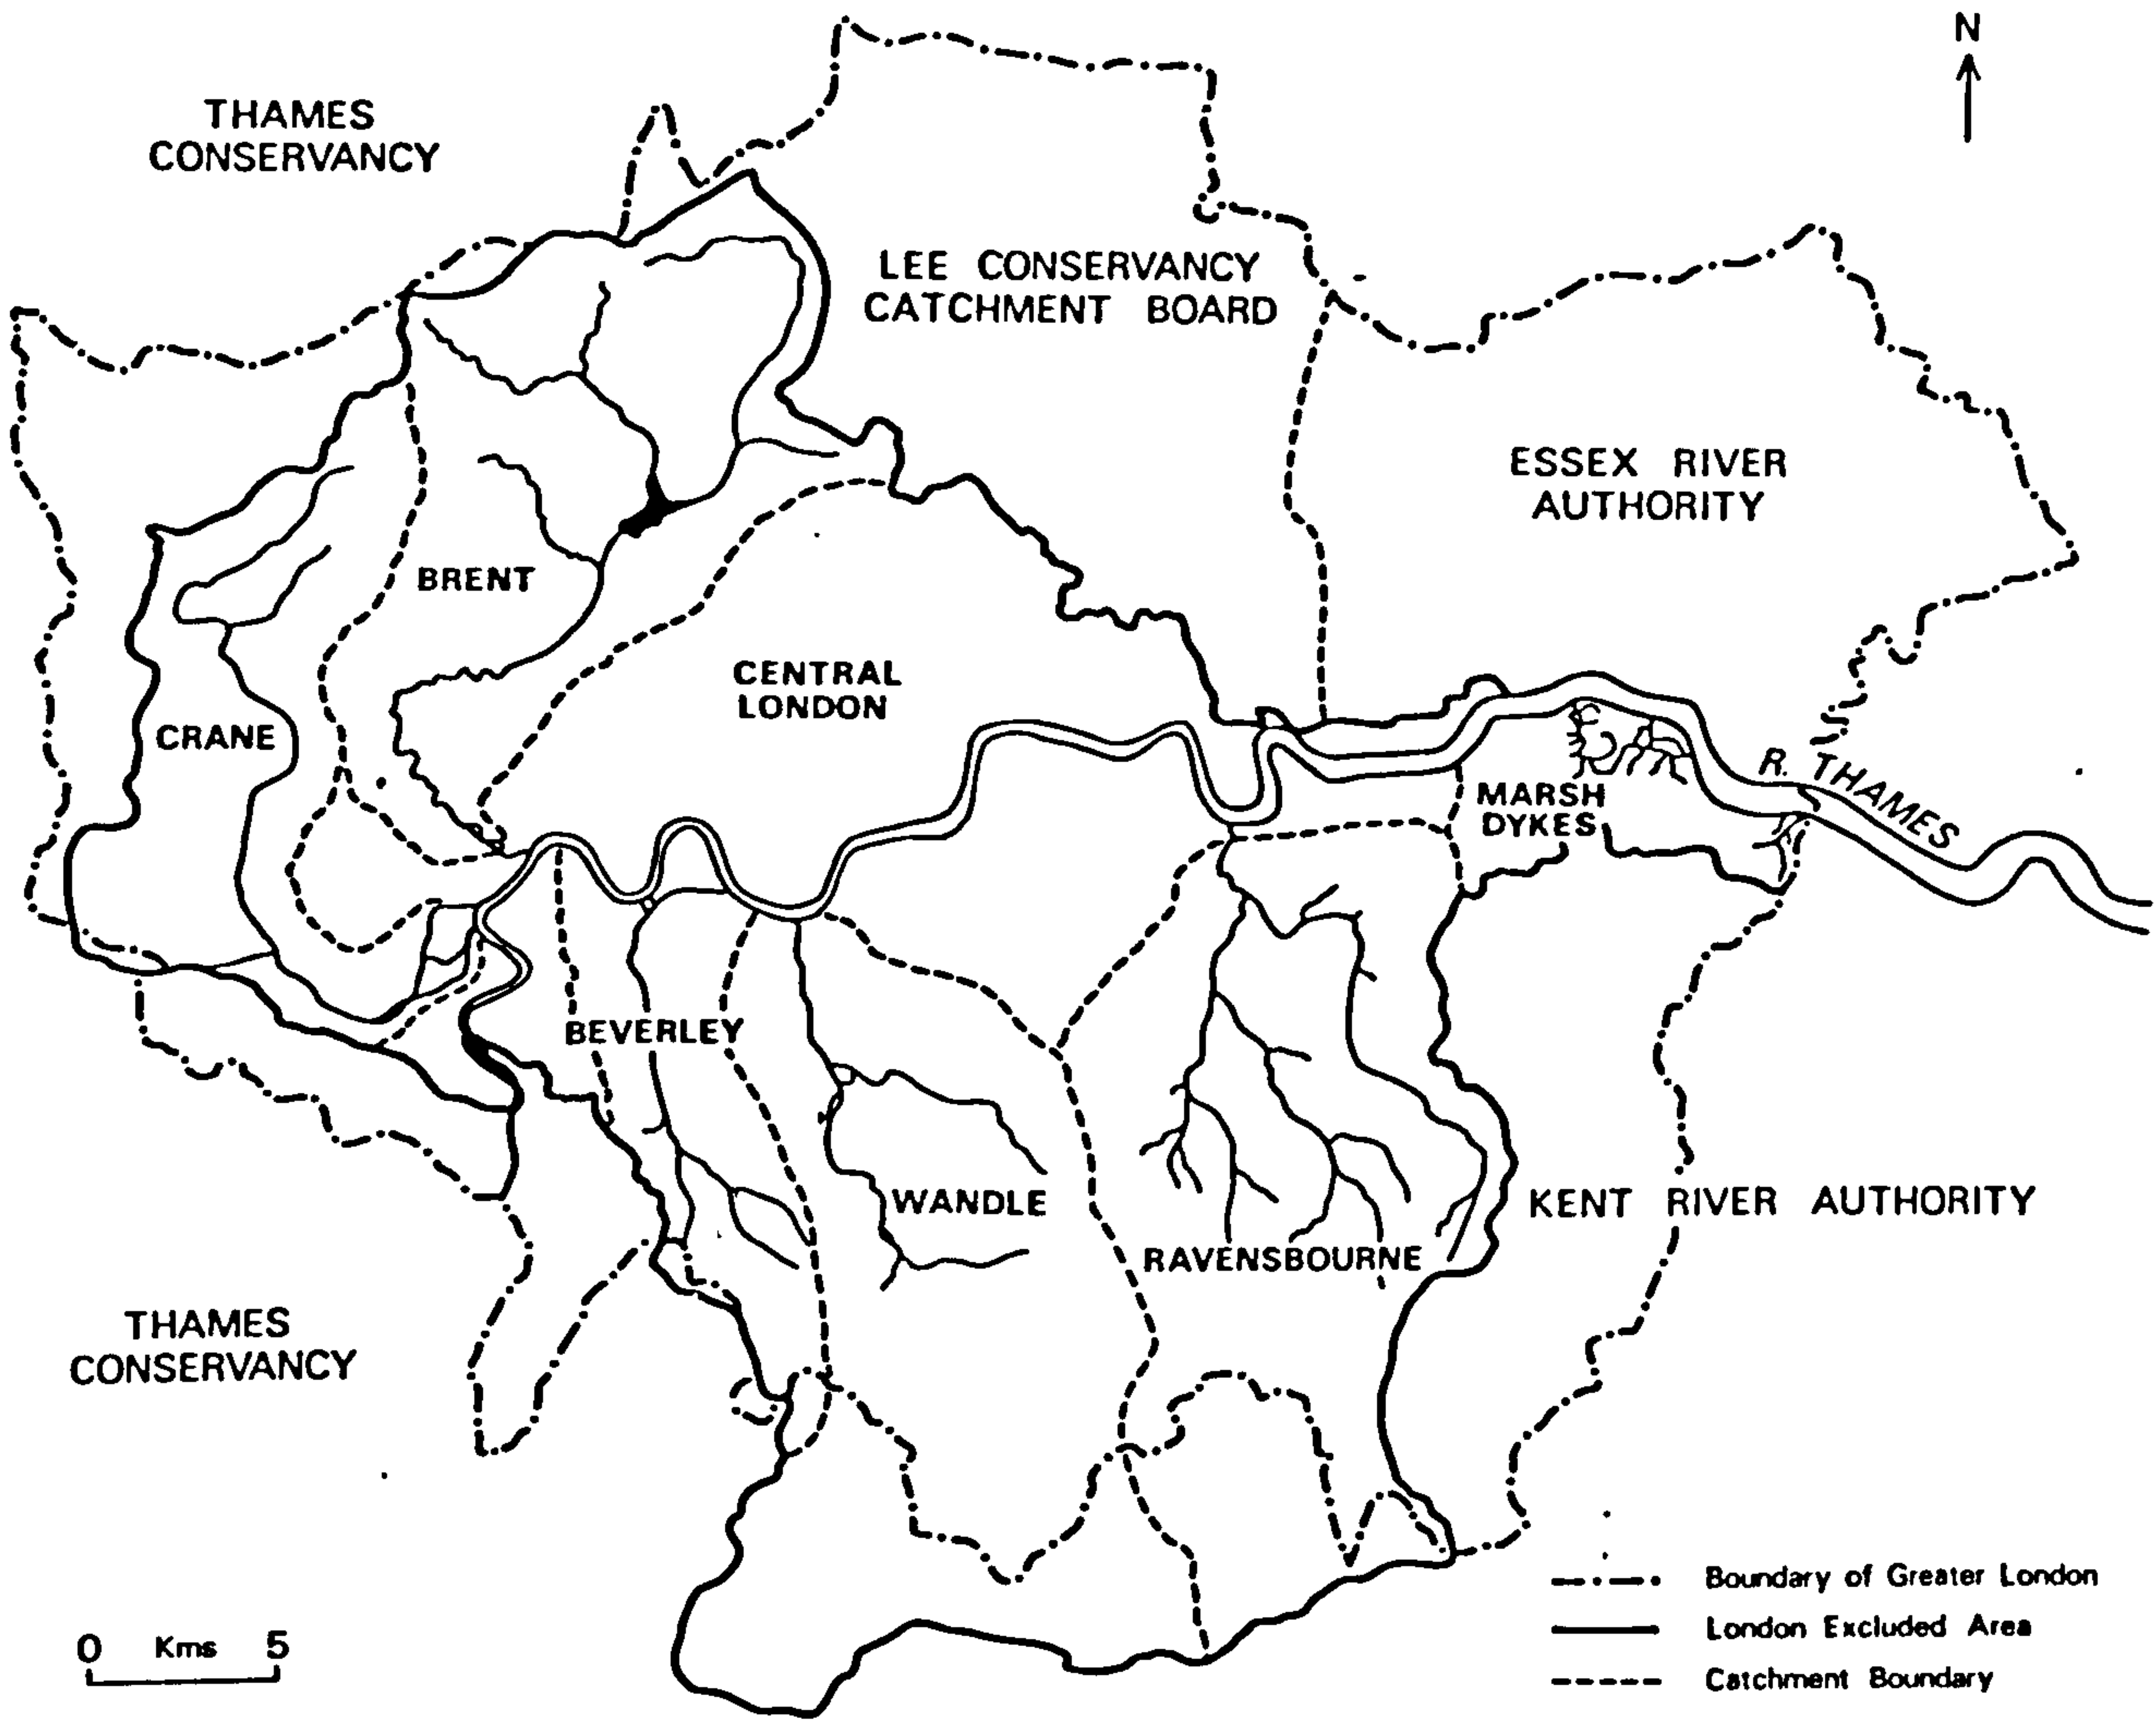 N
THAMES
CONSERVANCY
LEE CONSERVANCY
CATCHMENT BOARD
ESSEX RIVER
AUTHORITY
BRENT
CENTRAL
LONDON
CRANE
R. THAMES
MARSH
DYKES
BEVERLEY
WANDLE
KENT RIVER AUTHORITY
RAVENSBOURNE
THAMES
CONSERVANCY
Boundary of Greater London
London Excluded Area
Catchment Boundary
0 Kms 5